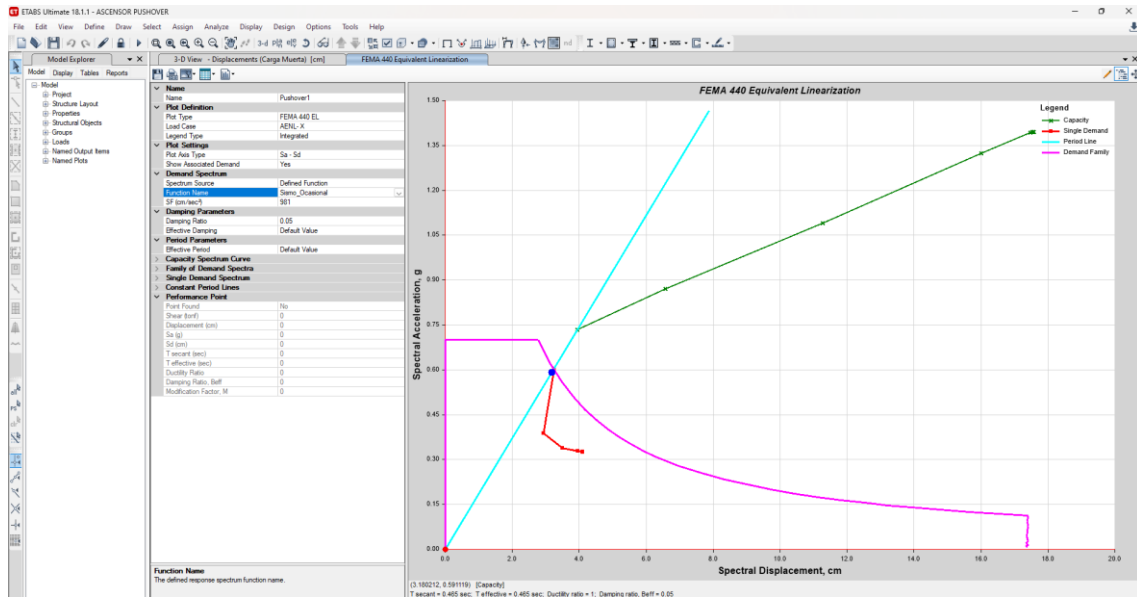 ETABS Ultimate 18.1.1 - ASCENSOR PUSHOVER
File Edit View Define Draw Select Assign Analyze Display Design Options Tools Help
Model Explorer
3-D View - Displacements (Carga Muerta) [cm]
FEMA 440 Equivalent Linearization
Model Display Tables Reports
Model
Project
Structure Layout
Properties
Structural Objects
Groups
Loads
Named Output Items
Named Plots
Name
Name Pushover1
Plot Definition
Plot Type FEMA 440 EL
Load Case AENL-X
Legend Type Integrated
Plot Settings
Plot Axis Type Sa - Sd
Show Associated Demand Yes
Demand Spectrum
Spectrum Source Defined Function
Function Name Sismo_Ocasional
SF (cm/sec²) 981
Damping Parameters
Damping Ratio 0.05
Effective Damping Default Value
Period Parameters
Effective Period Default Value
Capacity Spectrum Curve
Family of Demand Spectra
Single Demand Spectrum
Constant Period Lines
Performance Point
Point Found No
Shear (tonf) 0
Displacement (cm) 0
Sa (g) 0
Sd (cm) 0
T secant (sec) 0
T effective (sec) 0
Ductility Ratio 0
Damping Ratio, Beff 0
Modification Factor, M 0
Function Name
The defined response spectrum function name.
FEMA 440 Equivalent Linearization
Legend
Capacity
Single Demand
Period Line
Demand Family
Spectral Acceleration, g
1.50
1.35
1.20
1.05
0.90
0.75
0.60
0.45
0.30
0.15
0.00
0.0 2.0 4.0 6.0 8.0 10.0 12.0 14.0 16.0 18.0 20.0
Spectral Displacement, cm
(3.180212, 0.591119) [Capacity]
T secant = 0.465 sec; T effective = 0.465 sec; Ductility ratio = 1; Damping ratio, Beff = 0.05